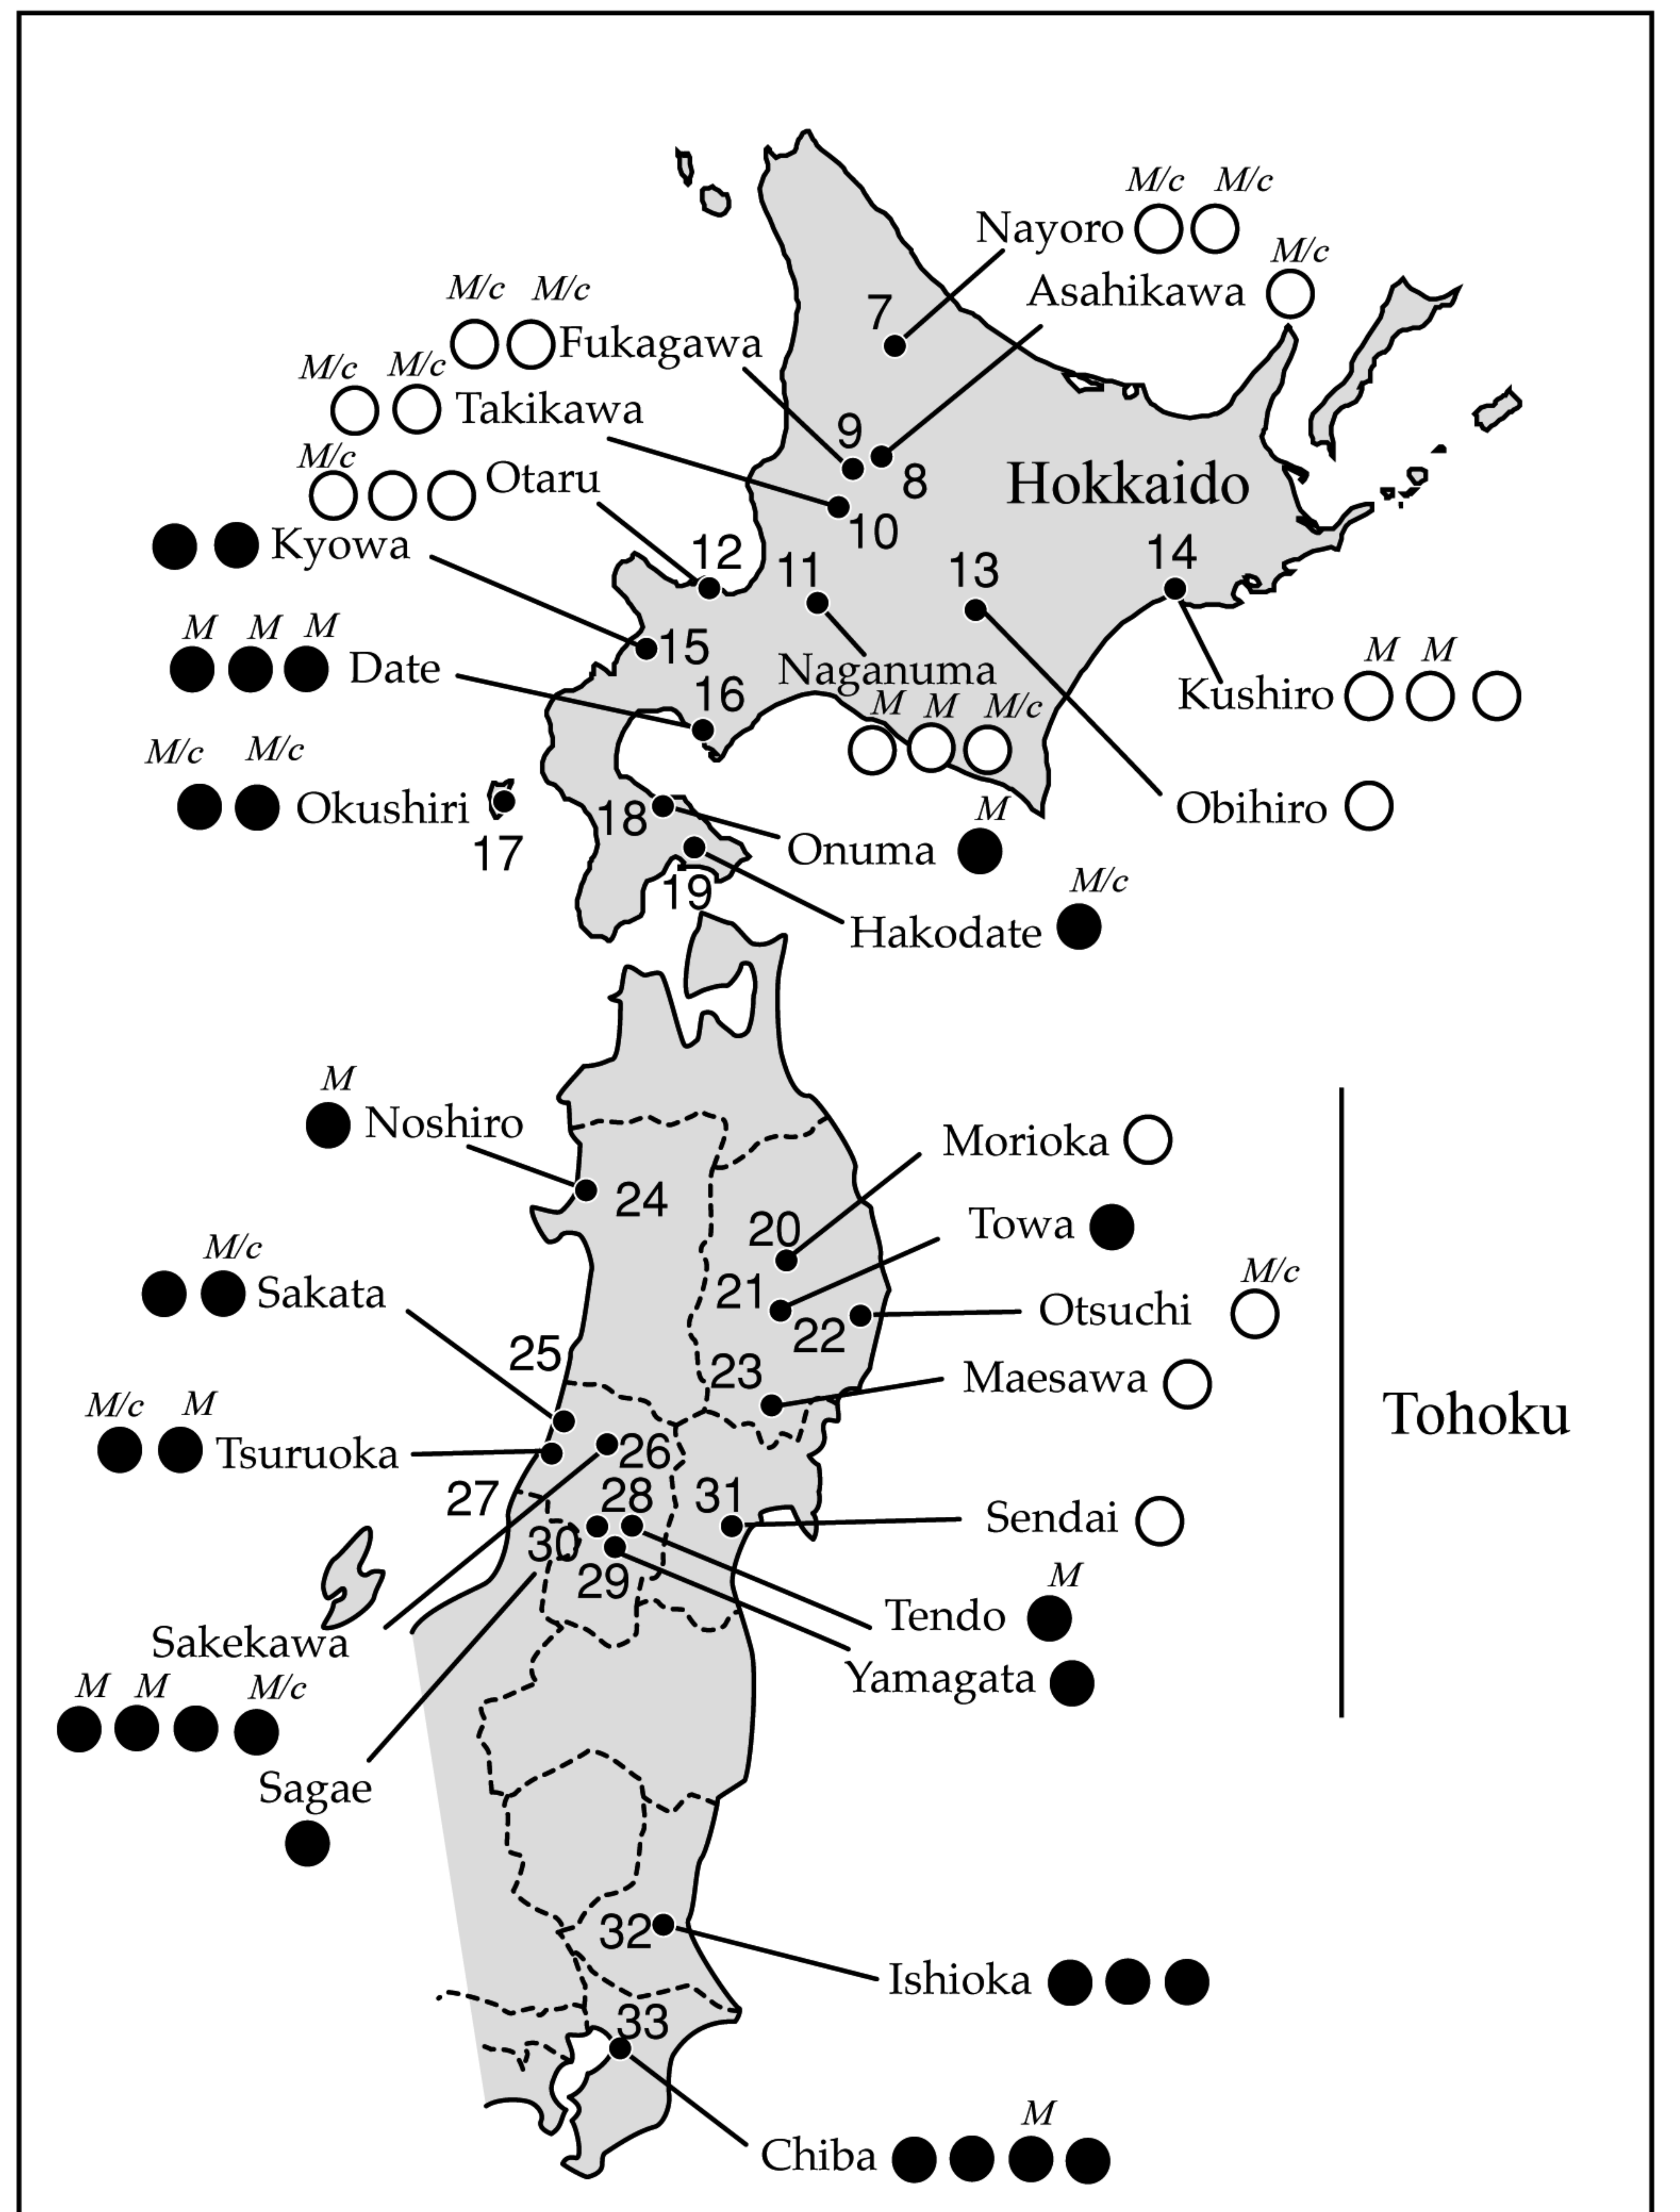 M/c M/c
Nayoro
M/c
Asahikawa
7
M/c M/c
Fukagawa
M/c M/c
Takikawa
9
8
Hokkaido
M/c
Otaru
10
Kyowa
12
11
13
14
M M M
Date
15
Naganuma
M M M/c
16
M M
Kushiro
M/c M/c
Okushiri
17
18
M
Onuma
Obihiro
19
M/c
Hakodate
M
Noshiro
24
Morioka
20
Towa
M/c
Sakata
21
22
M/c
Otsuchi
25
23
Maesawa
Tohoku
M/c M
Tsuruoka
26
27
28
31
Sendai
30
29
M
Tendo
Sakekawa
M M M/c
Yamagata
Sagae
32
Ishioka
33
M
Chiba